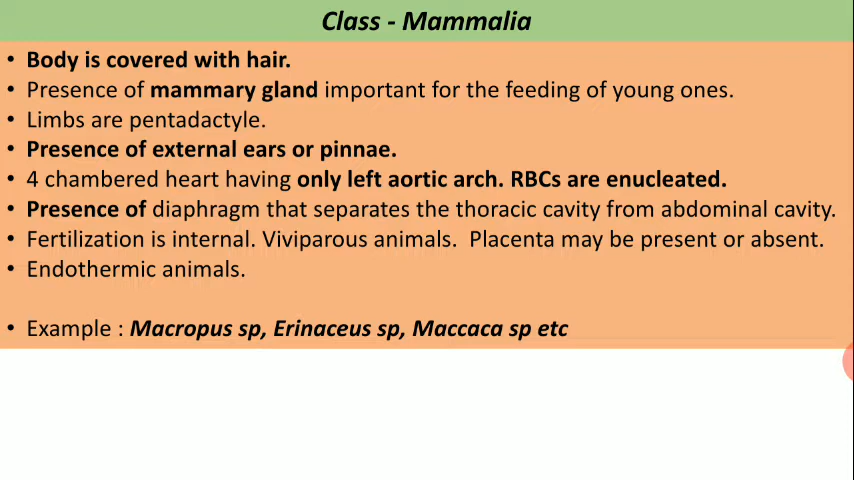 Class - Mammalia
• Body is covered with hair.
• Presence of mammary gland important for the feeding of young ones.
• Limbs are pentadactyle.
• Presence of external ears or pinnae.
• 4 chambered heart having only left aortic arch. RBCs are enucleated.
• Presence of diaphragm that separates the thoracic cavity from abdominal cavity.
• Fertilization is internal. Viviparous animals. Placenta may be present or absent.
• Endothermic animals.
• Example : Macropus sp, Erinaceus sp, Maccaca sp etc